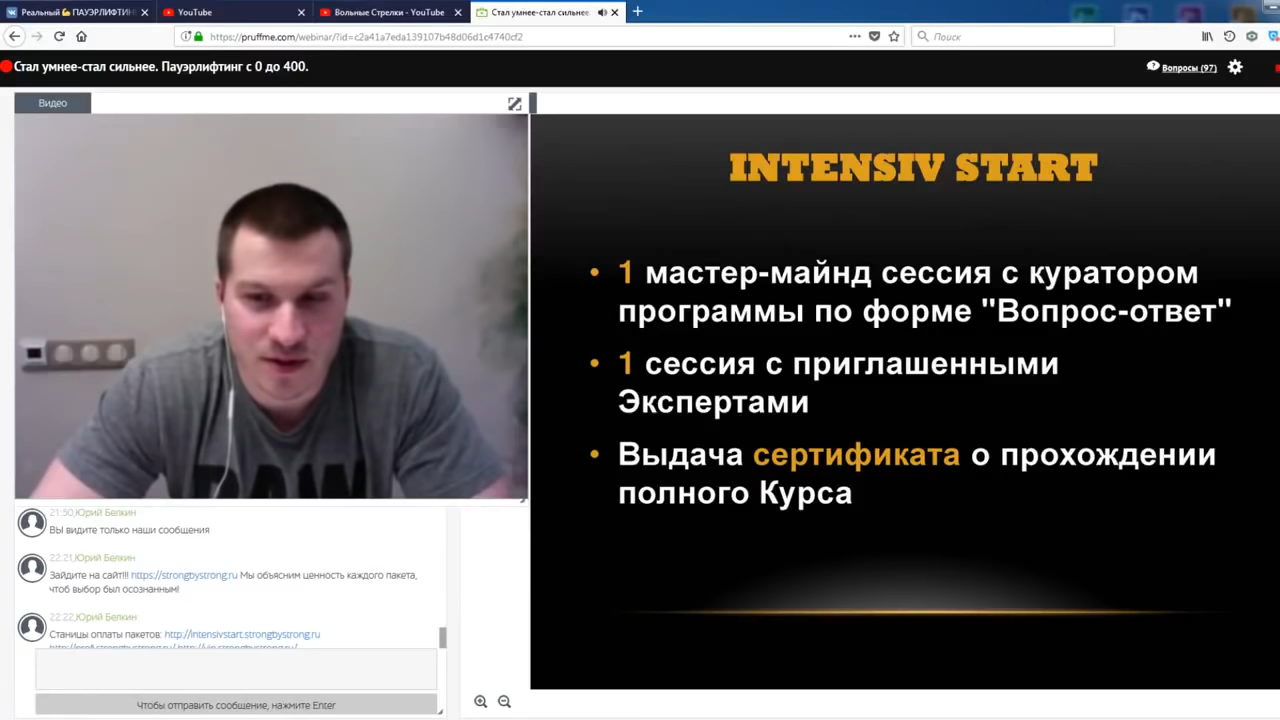 Реальный 💪 ПАУЭРЛИФТИН
YouTube
Вольные Стрелки - YouTube
Стал умнее-стал сильнее.
https://pruffme.com/webinar/?id=c2a41a7eda139107b48d06d1c4740cf2
Поиск
Стал умнее-стал сильнее. Пауэрлифтинг с 0 до 400.
Вопросы (97)
Видео
INTENSIV START
• 1 мастер-майнд сессия с куратором
программы по форме "Вопрос-ответ"
• 1 сессия с приглашенными
Экспертами
• Выдача сертификата о прохождении
полного Курса
RAW
21:50,Юрий Белкин
ВЫ видите только наши сообщения
22:21,Юрий Белкин
Зайдите на сайт!!! https://strongbystrong.ru Мы объясним ценность каждого пакета,
чтоб выбор был осознанным!
22:22,Юрий Белкин
Станицы оплаты пакетов: http://intensivstart.strongbystrong.ru
Чтобы отправить сообщение, нажмите Enter